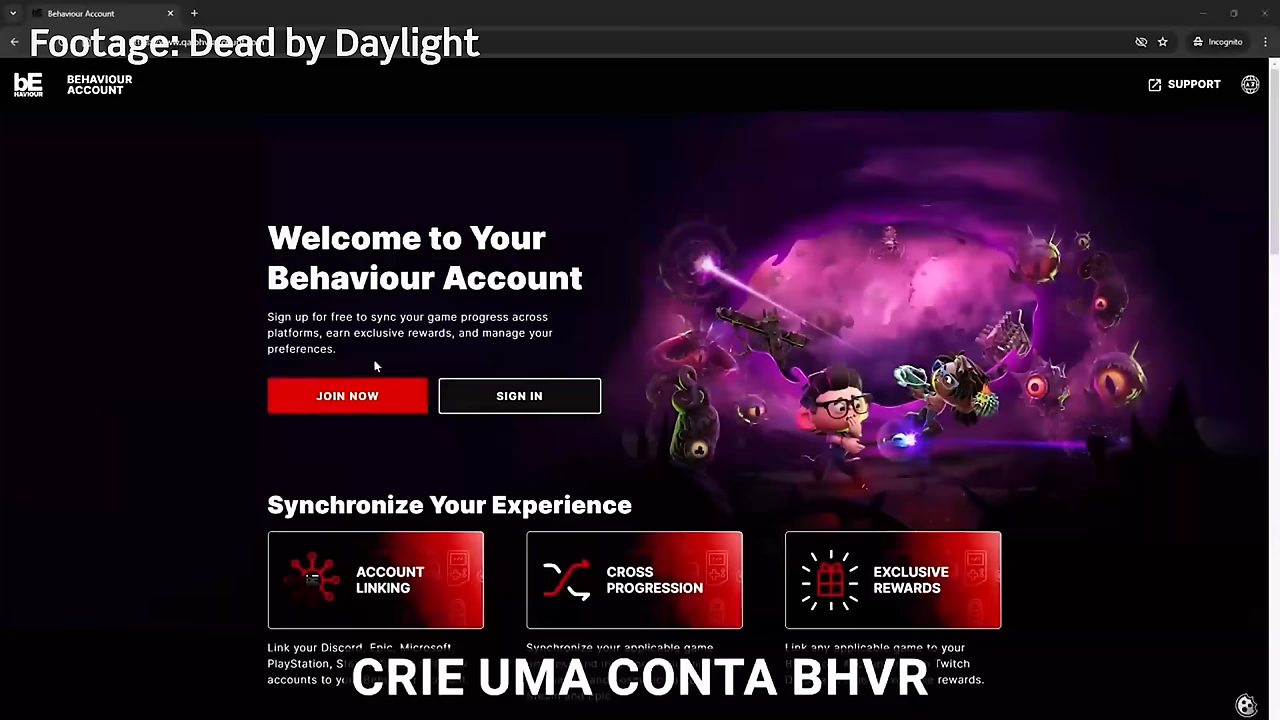 Behaviour Account
Footage: Dead by Daylight
Incognito
bE
HAVIOUR
BEHAVIOUR
ACCOUNT
SUPPORT
Welcome to Your
Behaviour Account
Sign up for free to sync your game progress across
platforms, earn exclusive rewards, and manage your
preferences.
JOIN NOW
SIGN IN
Synchronize Your Experience
ACCOUNT
LINKING
CROSS
PROGRESSION
EXCLUSIVE
REWARDS
Link your Discord, Epic, Microsoft,
PlayStation,
accounts to
Synchronize your applicable game
Link any applicable game to your
Twitch
rewards.
CRIE UMA CONTA BHVR